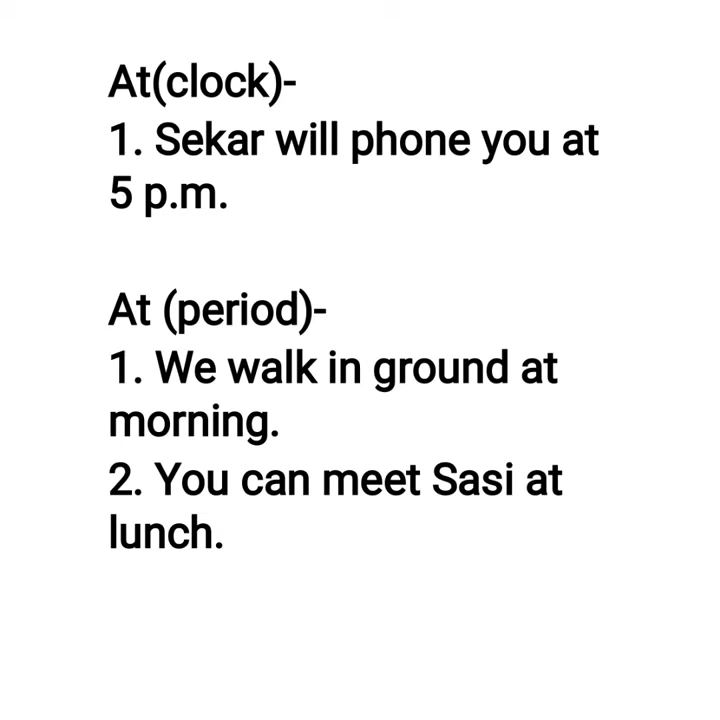 At(clock)-
1. Sekar will phone you at
5 p.m.
At (period)-
1. We walk in ground at
morning.
2. You can meet Sasi at
lunch.